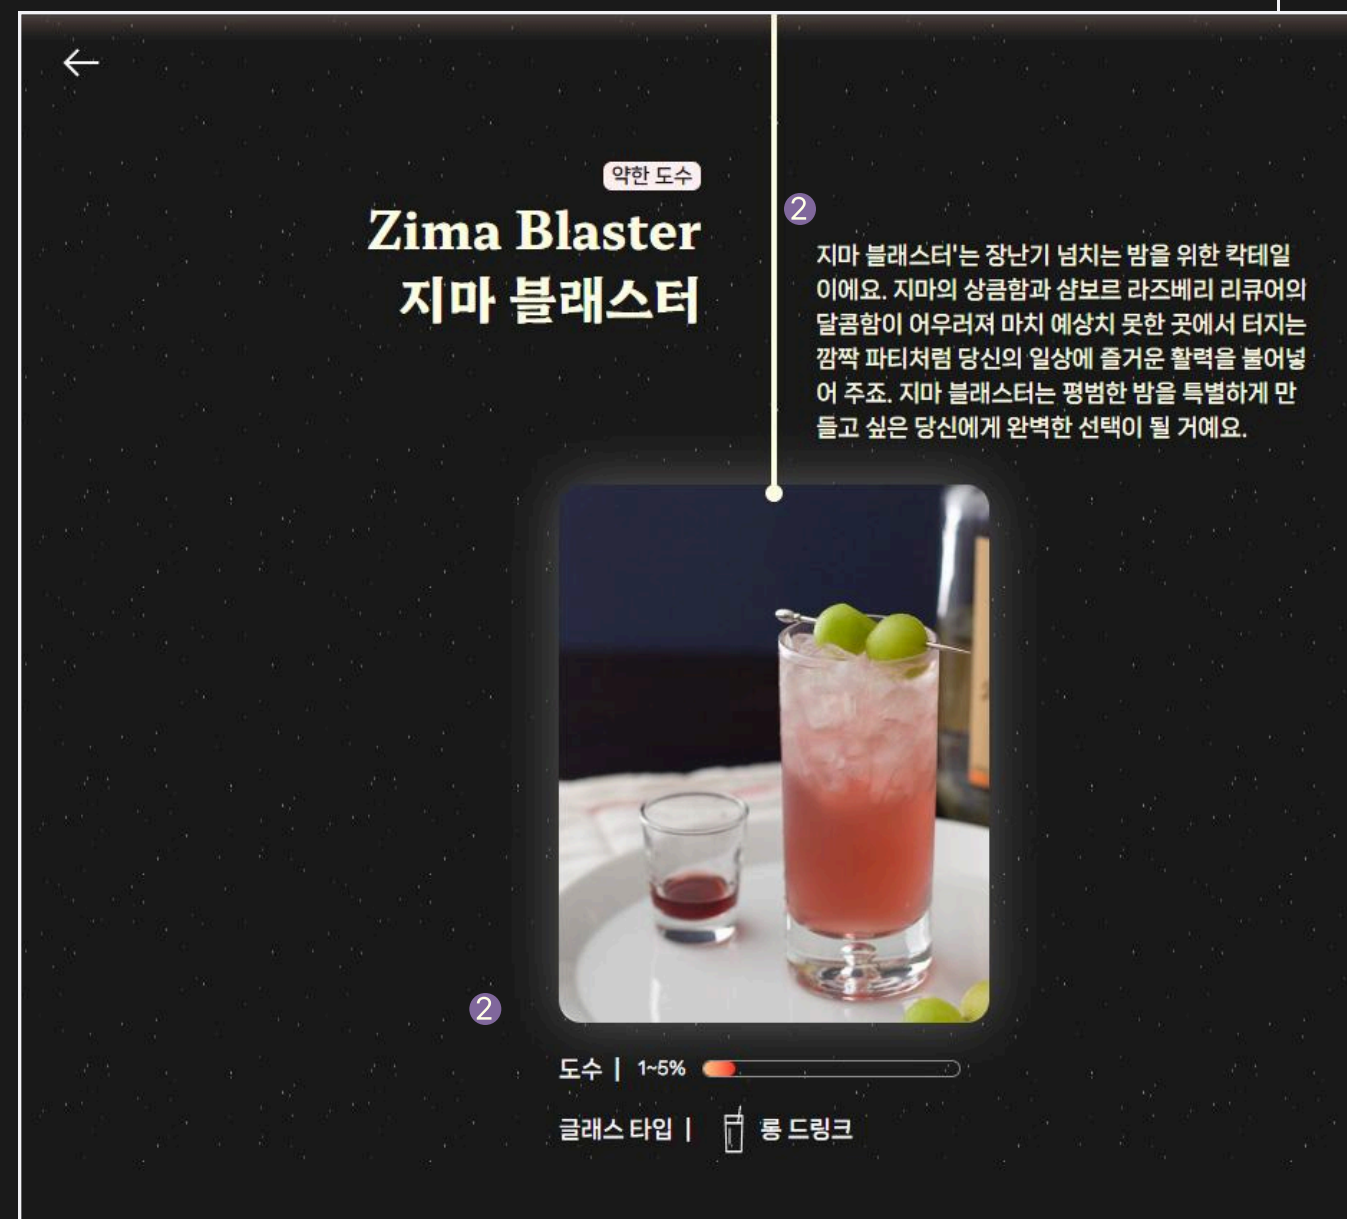 약한 도수
Zima Blaster
지마 블래스터
2
지마 블래스터'는 장난기 넘치는 밤을 위한 칵테일
이에요. 지마의 상큼함과 샴보르 라즈베리 리큐어의
달콤함이 어우러져 마치 예상치 못한 곳에서 터지는
깜짝 파티처럼 당신의 일상에 즐거운 활력을 불어넣
어 주죠. 지마 블래스터는 평범한 밤을 특별하게 만
들고 싶은 당신에게 완벽한 선택이 될 거예요.
2
도수 | 1~5%
글래스 타입 | 롱 드링크